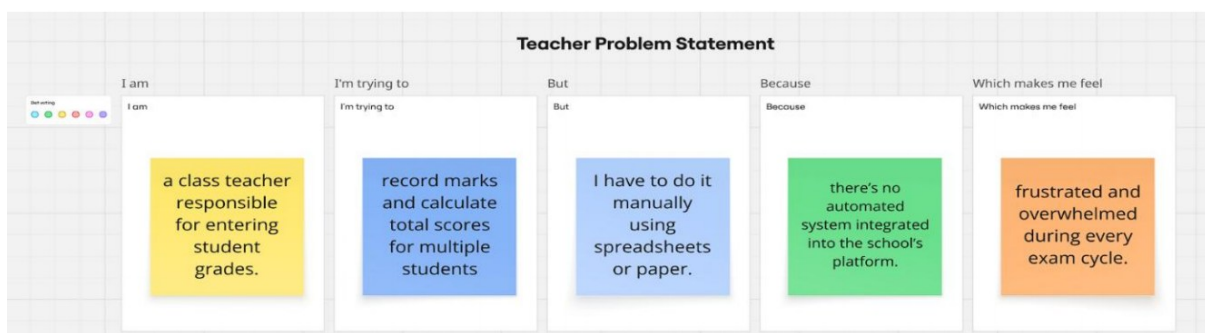 Teacher Problem Statement
I am
I'm trying to
But
Because
Which makes me feel
I am
I'm trying to
But
Because
Which makes me feel
a class teacher
responsible
for entering
student
grades.
record marks
and calculate
total scores
for multiple
students
I have to do it
manually
using
spreadsheets
or paper.
there's no
automated
system integrated
into the school's
platform.
frustrated and
overwhelmed
during every
exam cycle.